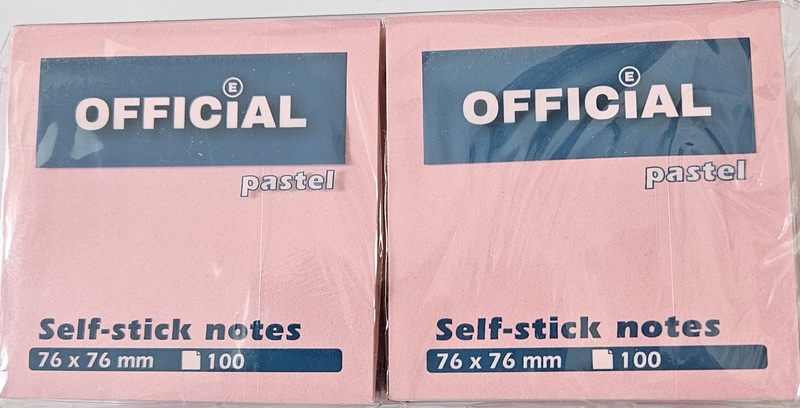 E
OFFICiAL
pastel
Self-stick notes
76 x 76 mm 100
E
OFFICiAL
pastel
Self-stick notes
76 x 76 mm 100